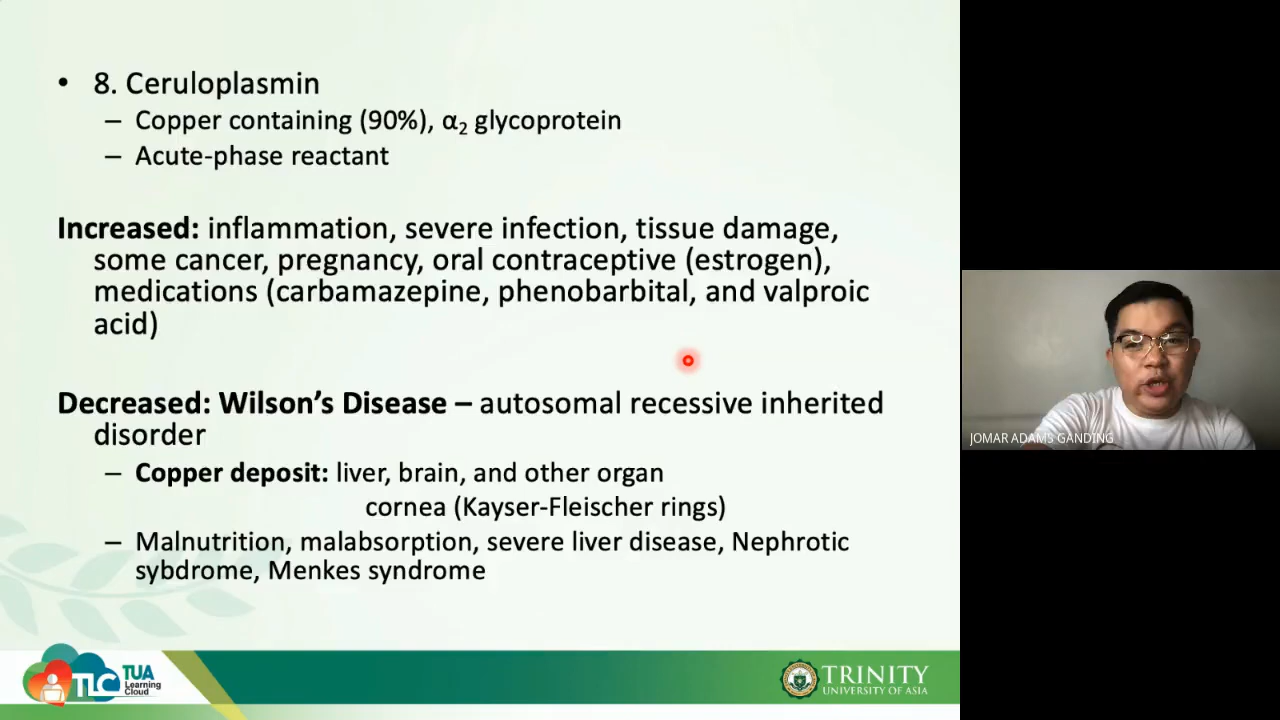 • 8. Ceruloplasmin
– Copper containing (90%), α₂ glycoprotein
– Acute-phase reactant
Increased: inflammation, severe infection, tissue damage,
some cancer, pregnancy, oral contraceptive (estrogen),
medications (carbamazepine, phenobarbital, and valproic
acid)
Decreased: Wilson’s Disease – autosomal recessive inherited
disorder
– Copper deposit: liver, brain, and other organ
cornea (Kayser-Fleischer rings)
– Malnutrition, malabsorption, severe liver disease, Nephrotic
sybdrome, Menkes syndrome
JOMAR ADAMS GANDING
TLC
TUA
Learning
Cloud
TRINITY
UNIVERSITY OF ASIA